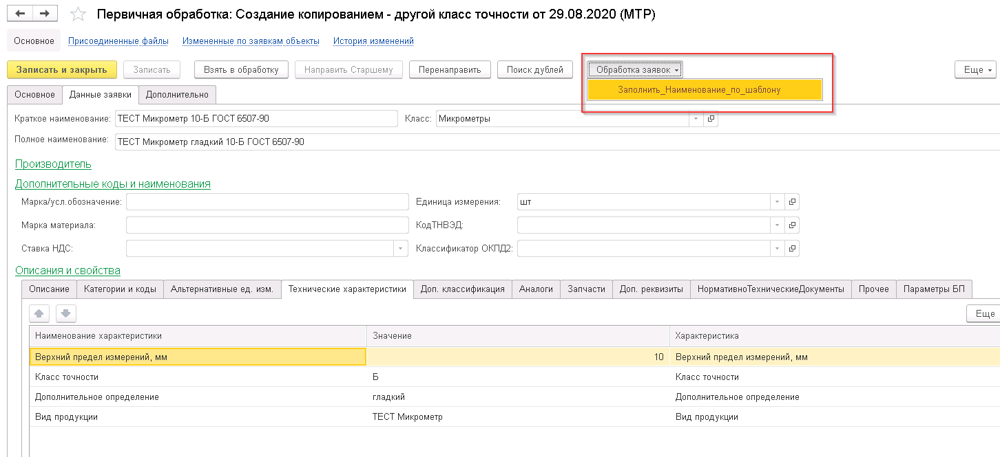 Первичная обработка: Создание копированием - другой класс точности от 29.08.2020 (МТР)
Основное Присоединенные файлы Измененные по заявкам объекты История изменений
Записать и закрыть Записать Взять в обработку Направить Старшему Перенаправить Поиск дублей Обработка заявок Еще
Заполнить_Наименование_по_шаблону
Основное Данные заявки Дополнительно
Краткое наименование: ТЕСТ Микрометр 10-Б ГОСТ 6507-90 Класс: Микрометры
Полное наименование: ТЕСТ Микрометр гладкий 10-Б ГОСТ 6507-90
Производитель
Дополнительные коды и наименования
Марка/усл.обозначение: Единица измерения: шт
Марка материала: КодТНВЭД:
Ставка НДС: Классификатор ОКПД2:
Описания и свойства
Описание Категории и коды Альтернативные ед. изм. Технические характеристики Доп. классификация Аналоги Запчасти Доп. реквизиты НормативноТехническиеДокументы Прочее Параметры БП
Еще
Наименование характеристики Значение Характеристика
Верхний предел измерений, мм 10 Верхний предел измерений, мм
Класс точности Б Класс точности
Дополнительное определение гладкий Дополнительное определение
Вид продукции ТЕСТ Микрометр Вид продукции